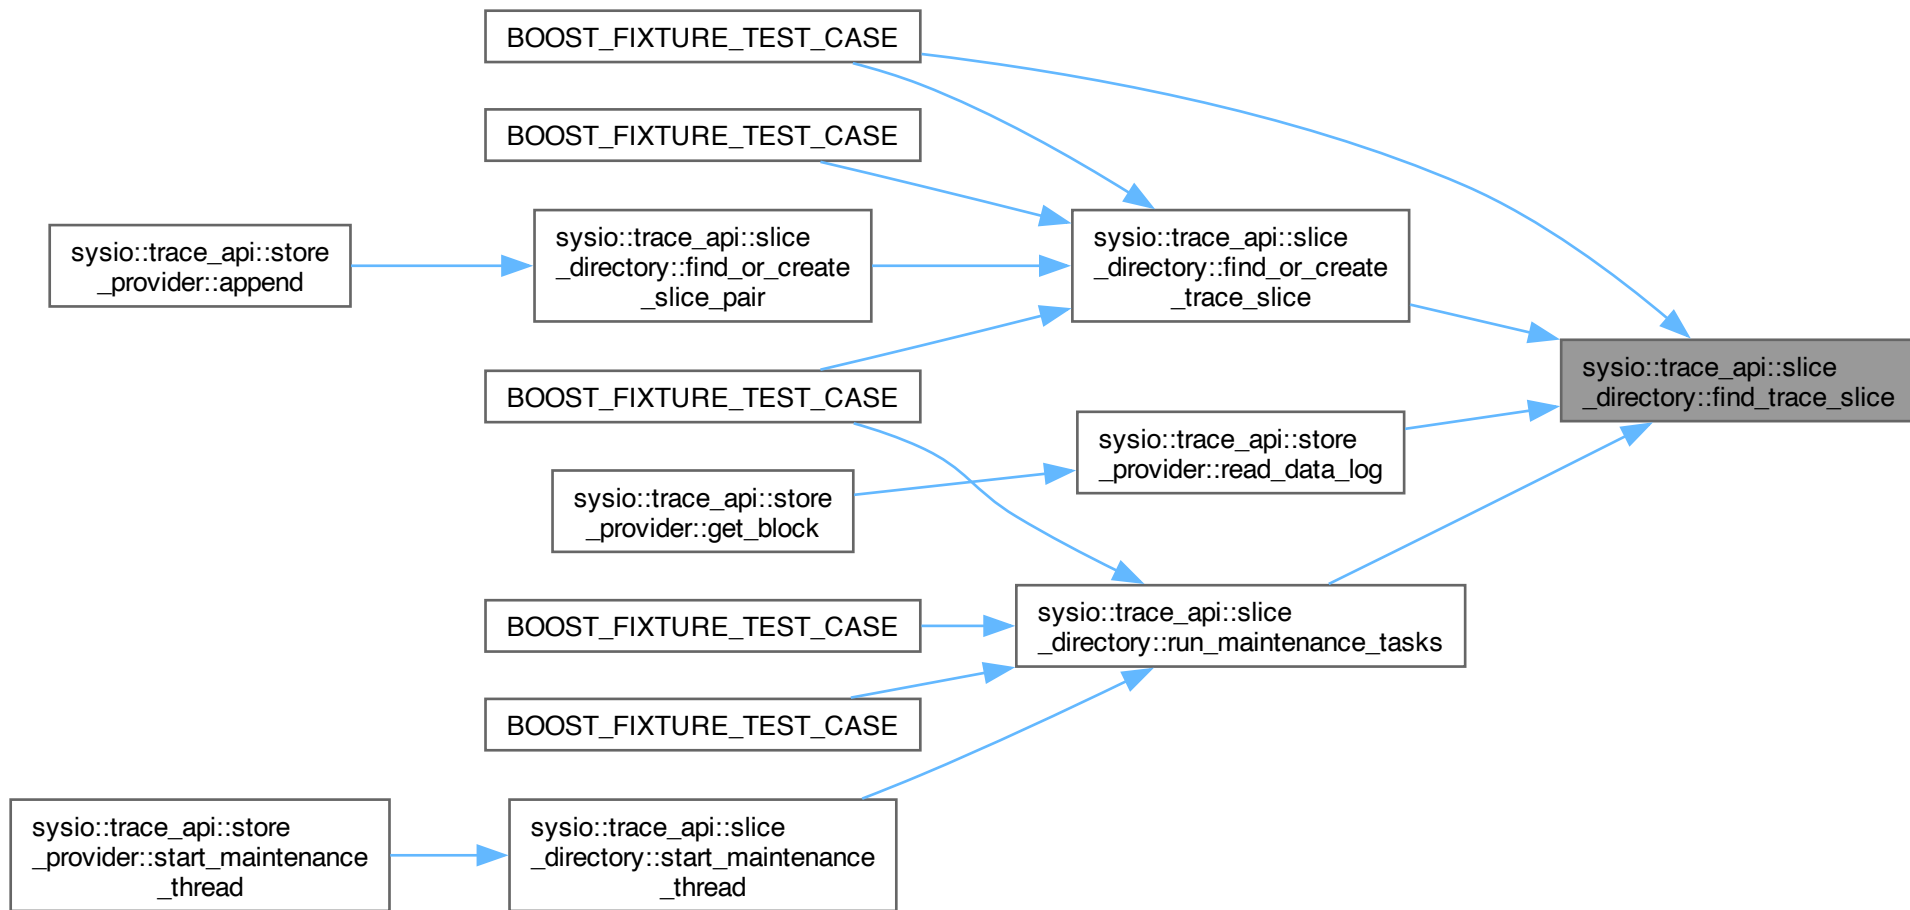 BOOST_FIXTURE_TEST_CASE
BOOST_FIXTURE_TEST_CASE
sysio::trace_api::store
_provider::append
sysio::trace_api::slice
_directory::find_or_create
_slice_pair
sysio::trace_api::slice
_directory::find_or_create
_trace_slice
sysio::trace_api::slice
_directory::find_trace_slice
BOOST_FIXTURE_TEST_CASE
sysio::trace_api::store
_provider::read_data_log
sysio::trace_api::store
_provider::get_block
BOOST_FIXTURE_TEST_CASE
sysio::trace_api::slice
_directory::run_maintenance_tasks
BOOST_FIXTURE_TEST_CASE
sysio::trace_api::store
_provider::start_maintenance
_thread
sysio::trace_api::slice
_directory::start_maintenance
_thread